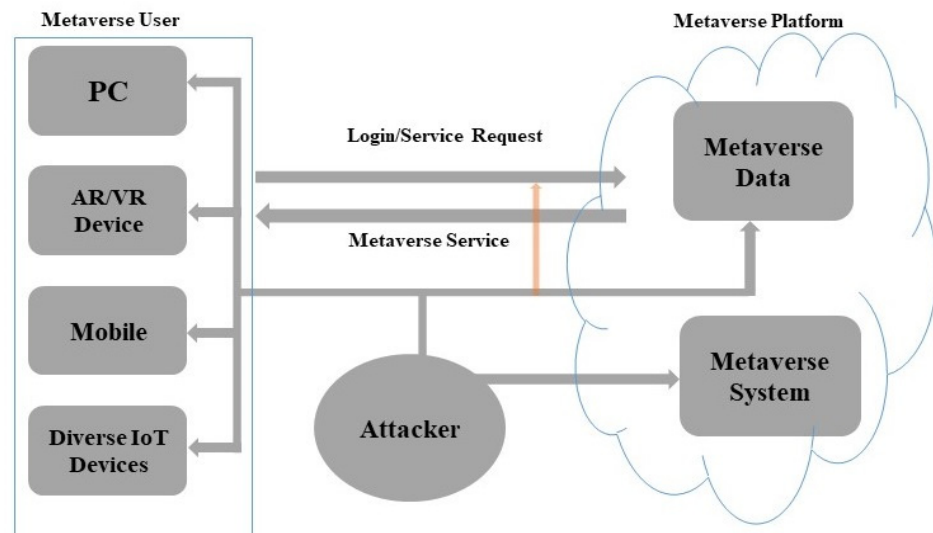 Metaverse User
Metaverse Platform
PC
Login/Service Request
Metaverse
Data
AR/VR
Device
Metaverse Service
Mobile
Metaverse
System
Attacker
Diverse IoT
Devices